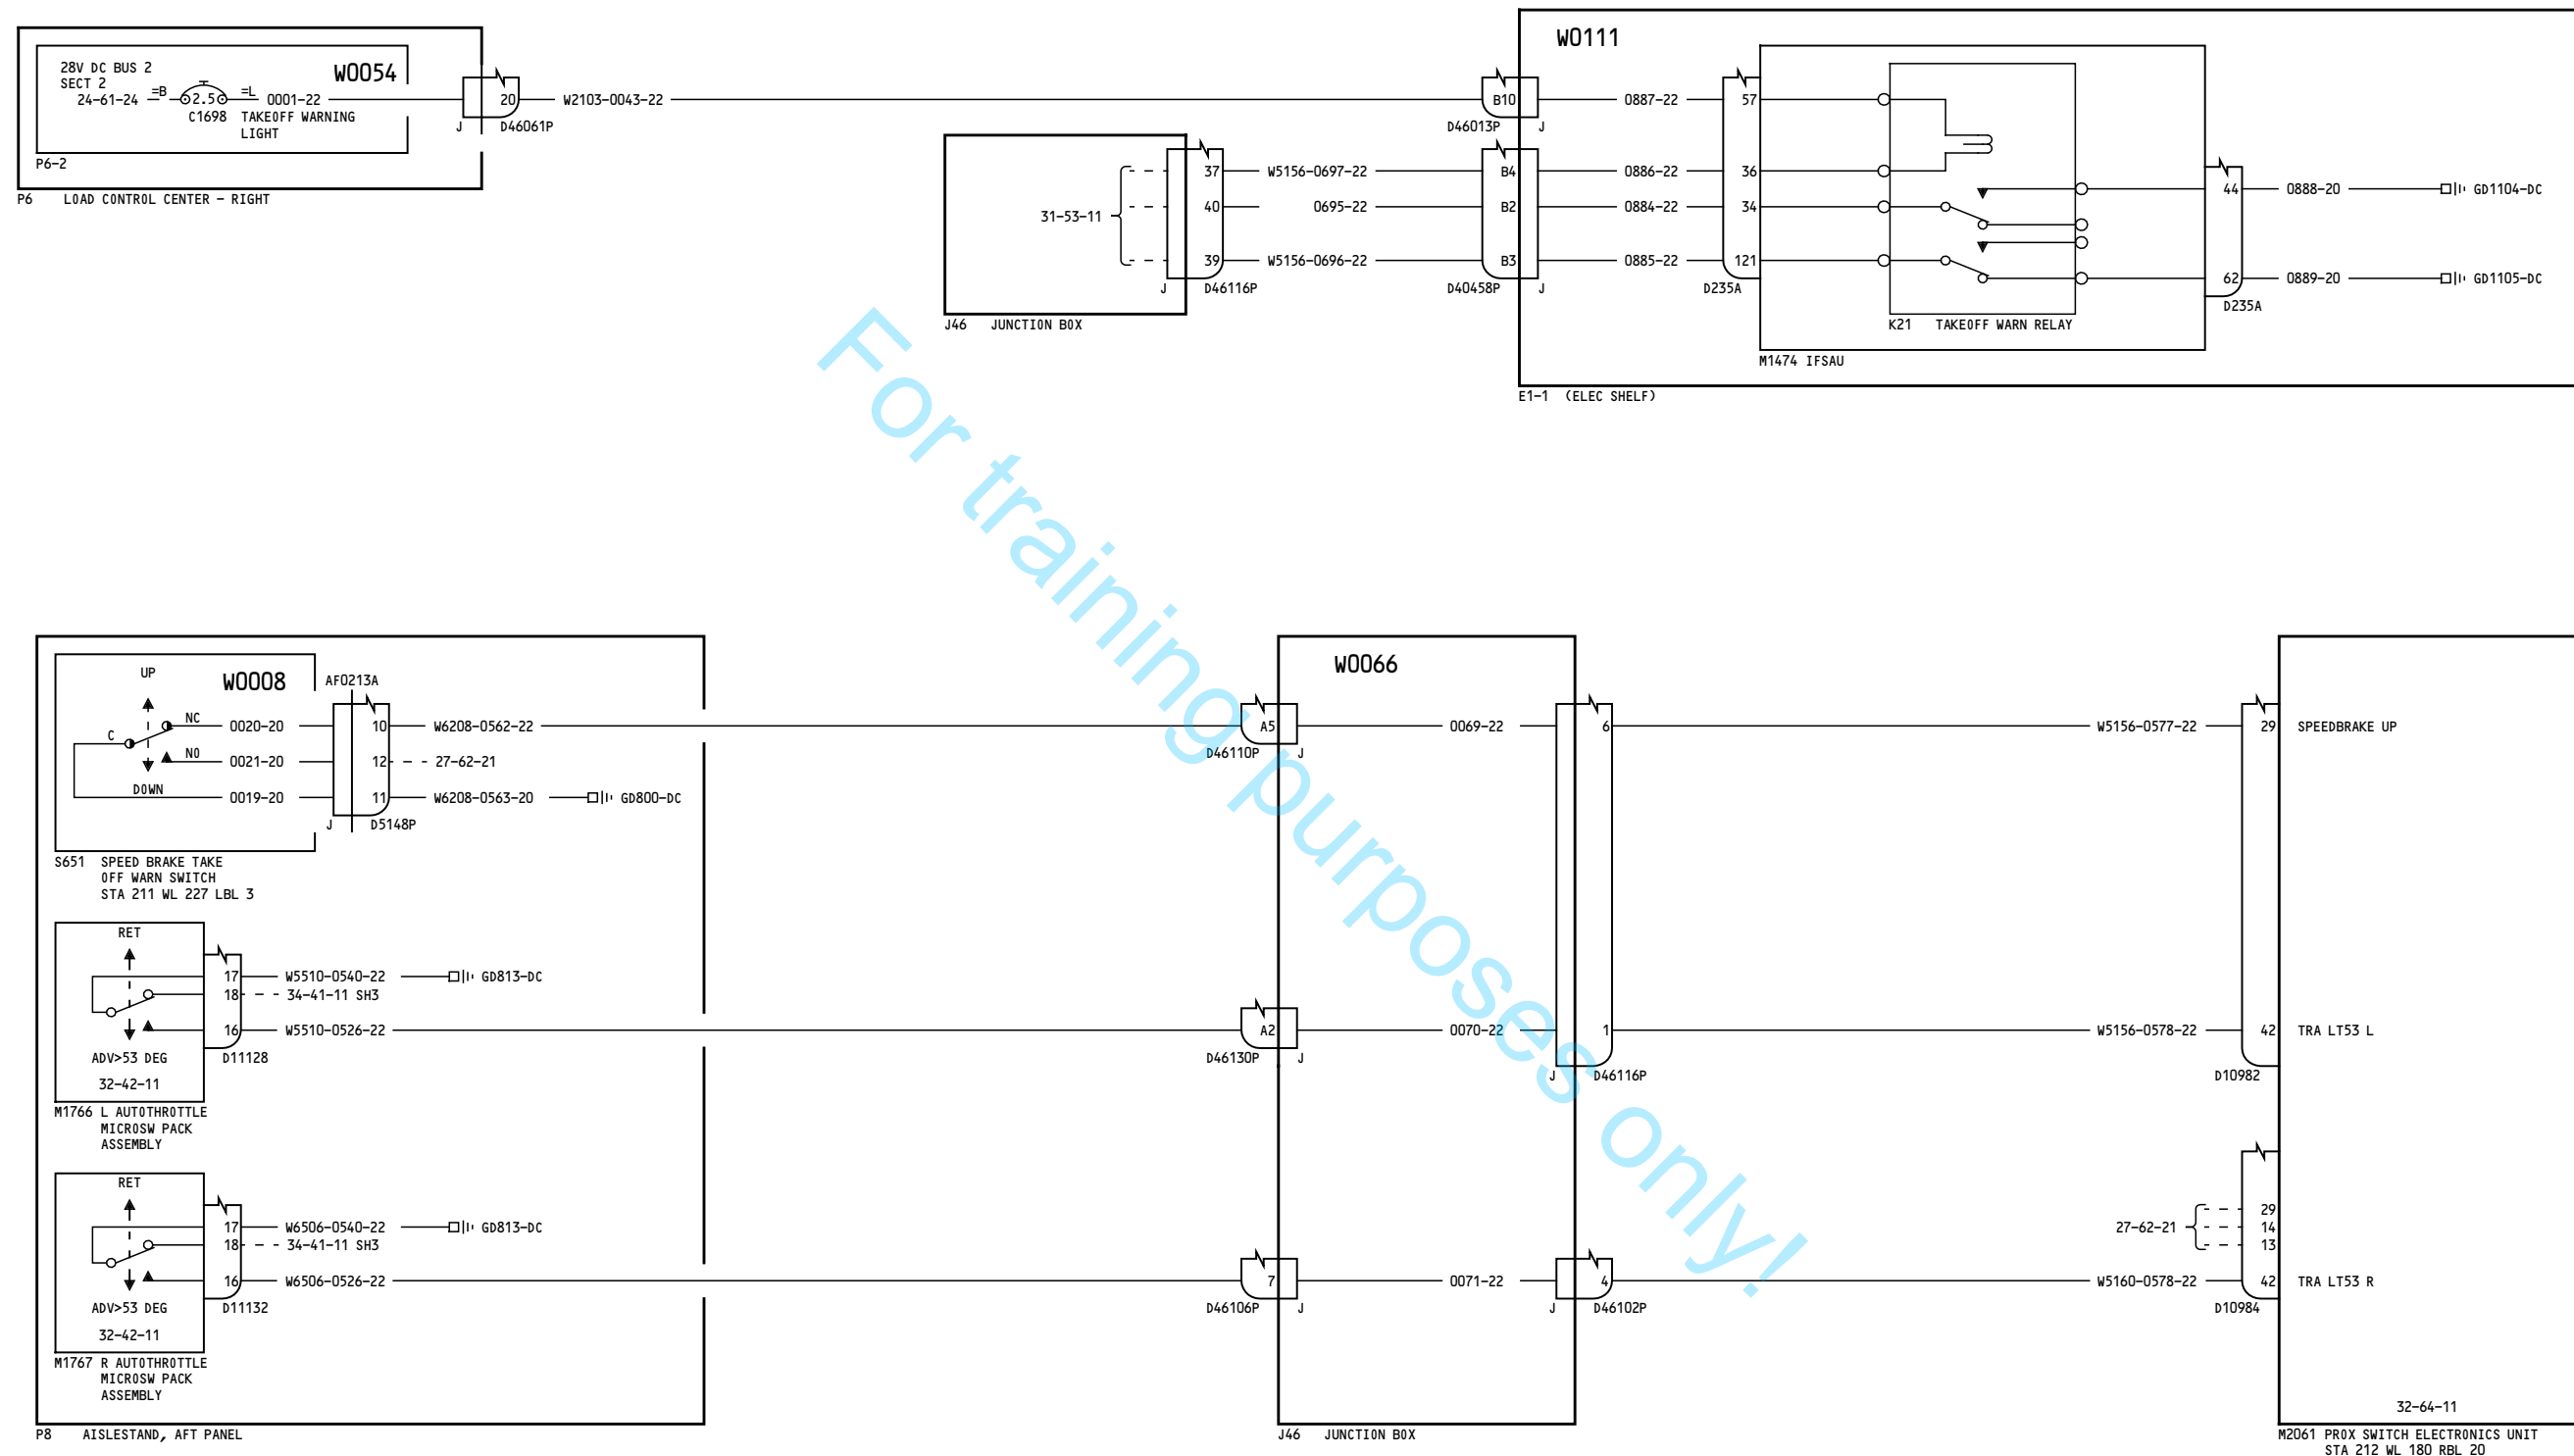 28V DC BUS 2
SECT 2
24-61-24 =B 2.5 =L 0001-22
C1698 TAKEOFF WARNING
LIGHT
W0054
P6-2
P6 LOAD CONTROL CENTER - RIGHT
20 W2103-0043-22
J D46061P
31-53-11
37 W5156-0697-22
40 0695-22
39 W5156-0696-22
J D46116P
J46 JUNCTION BOX
W0111
B10 0887-22 57
D46013P J
B4 0886-22 36
B2 0884-22 34
B3 0885-22 121
D40458P J
D235A
K21 TAKEOFF WARN RELAY
M1474 IFSAU
44 0888-20 GD1104-DC
62 0889-20 GD1105-DC
D235A
E1-1 (ELEC SHELF)
For training purposes only!
UP
W0008
AF0213A
NC 0020-20 10 W6208-0562-22
C
NO 0021-20 12 27-62-21
DOWN 0019-20 11 W6208-0563-20 GD800-DC
J D5148P
S651 SPEED BRAKE TAKE
OFF WARN SWITCH
STA 211 WL 227 LBL 3
RET
17 W5510-0540-22 GD813-DC
18 34-41-11 SH3
16 W5510-0526-22
ADV>53 DEG
D11128
32-42-11
M1766 L AUTOTHROTTLE
MICROSW PACK
ASSEMBLY
RET
17 W6506-0540-22 GD813-DC
18 34-41-11 SH3
16 W6506-0526-22
ADV>53 DEG
D11132
32-42-11
M1767 R AUTOTHROTTLE
MICROSW PACK
ASSEMBLY
P8 AISLESTAND, AFT PANEL
W0066
A5 0069-22 6 W5156-0577-22 29 SPEEDBRAKE UP
D46110P J
A2 0070-22 1 W5156-0578-22 42 TRA LT53 L
D46130P J
J D46116P
D10982
27-62-21
29
14
13
7 0071-22 4 W5160-0578-22 42 TRA LT53 R
D46106P J
J D46102P
D10984
J46 JUNCTION BOX
32-64-11
M2061 PROX SWITCH ELECTRONICS UNIT
STA 212 WL 180 RBL 20